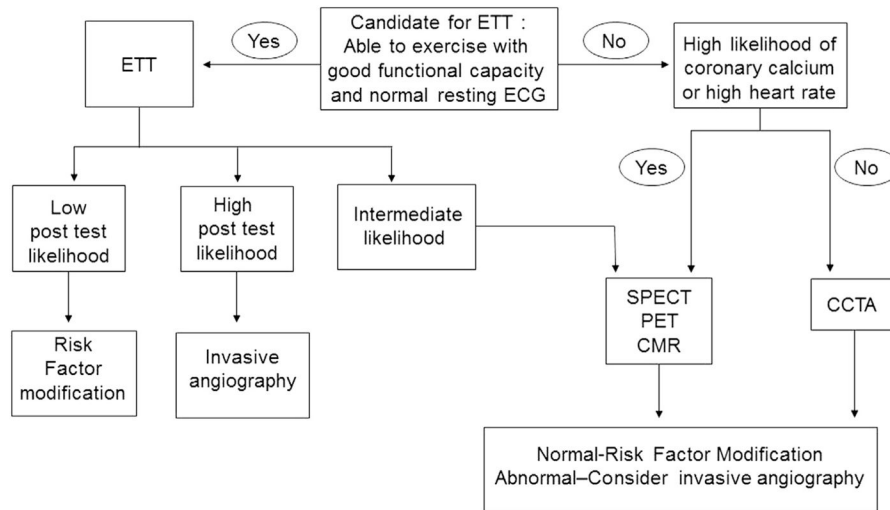 Candidate for ETT :
Able to exercise with
good functional capacity
and normal resting ECG
Yes
No
ETT
High likelihood of
coronary calcium
or high heart rate
Yes
No
Low
post test
likelihood
High
post test
likelihood
Intermediate
likelihood
SPECT
PET
CMR
CCTA
Risk
Factor
modification
Invasive
angiography
Normal-Risk Factor Modification
Abnormal–Consider invasive angiography